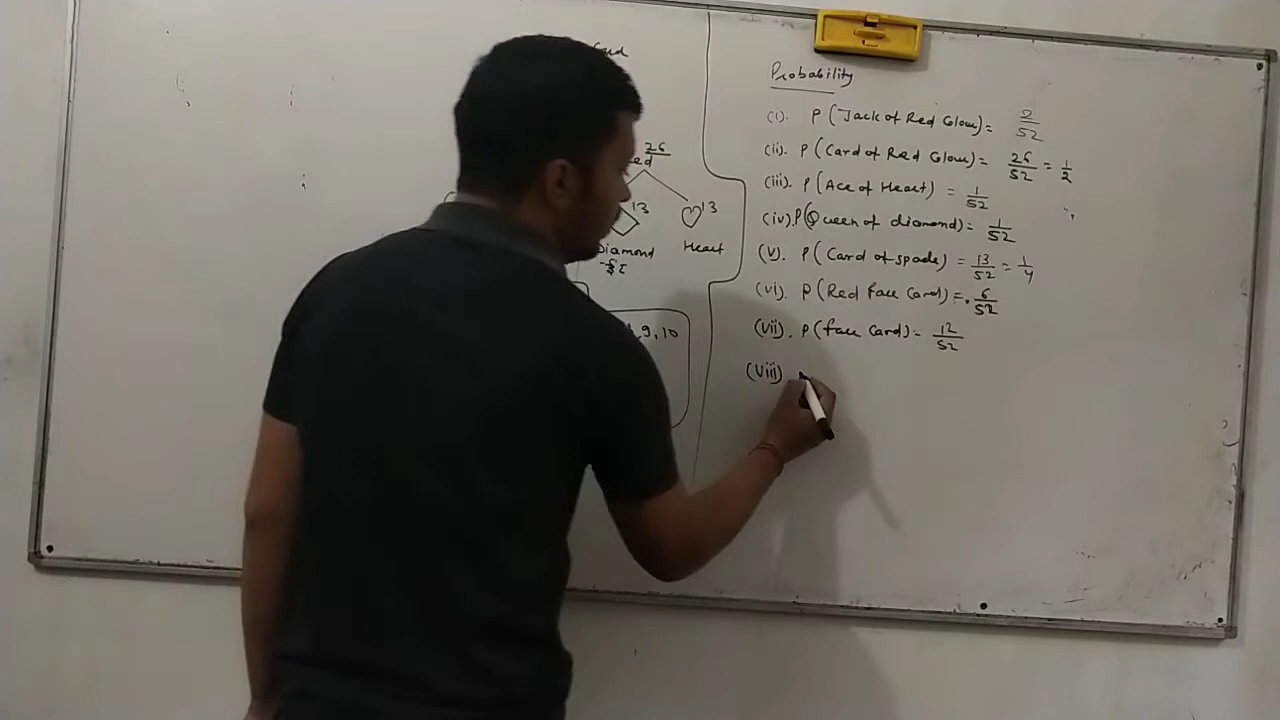 Card
26
Red
13
13
Diamond
Heart
9, 10
Probability
(i). P (Jack of Red Colour) = 2/52
(ii). P (Card of Red Colour) = 26/52 = 1/2
(iii). P (Ace of Heart) = 1/52
(iv). P (Queen of diamond) = 1/52
(v). P (Card of spade) = 13/52 = 1/4
(vi). P (Red Face Card) = 6/52
(vii). P (face Card) = 12/52
(viii)